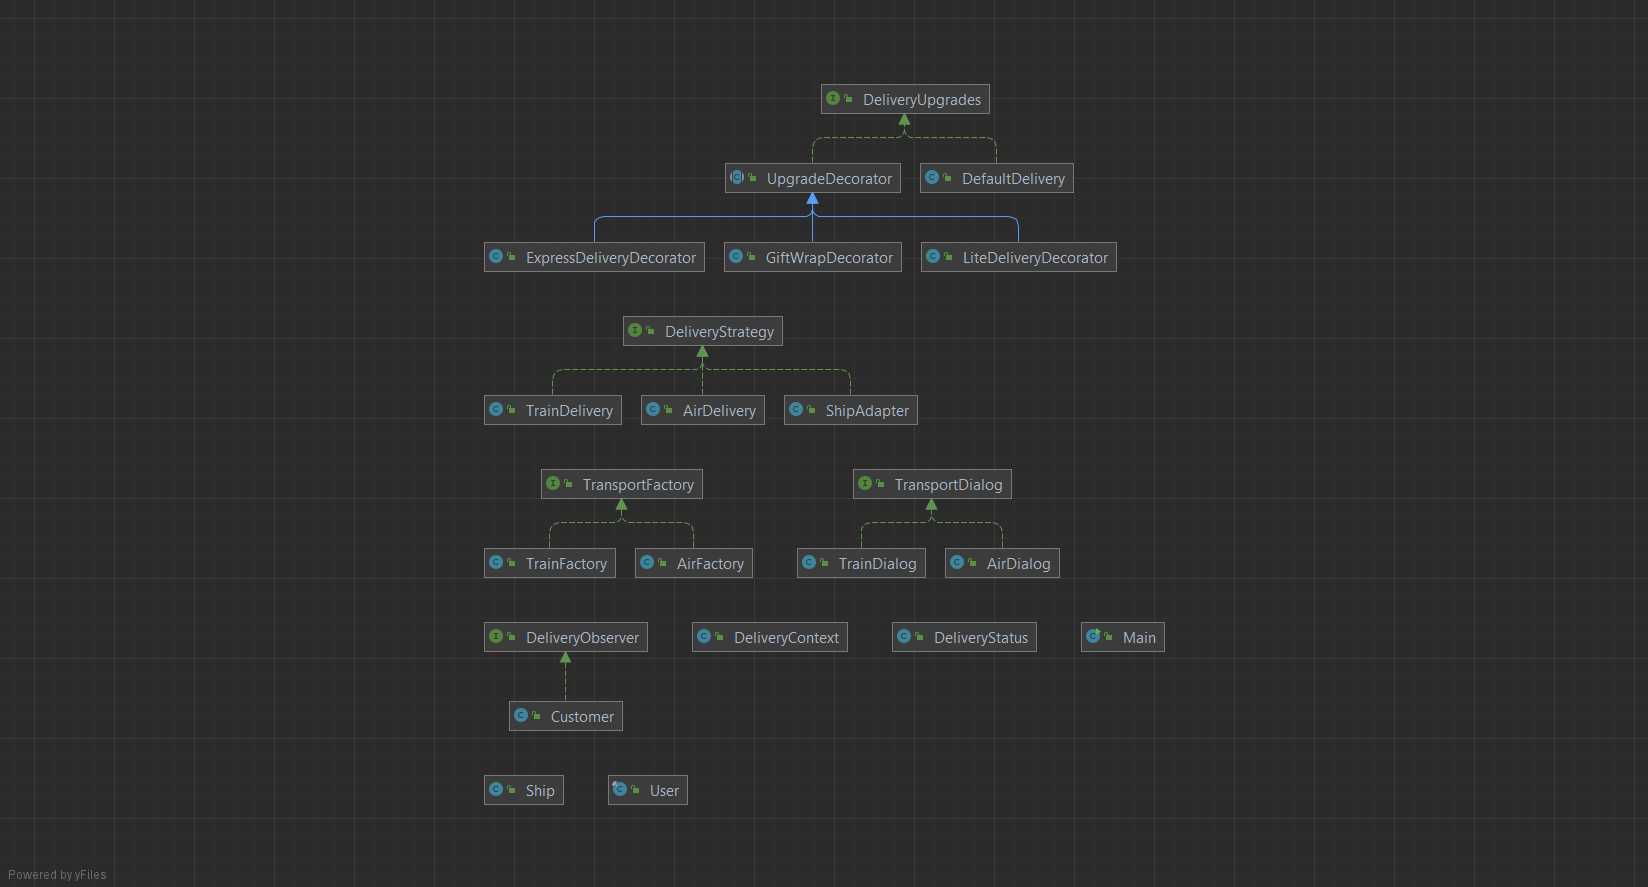 DeliveryUpgrades
UpgradeDecorator
DefaultDelivery
ExpressDeliveryDecorator
GiftWrapDecorator
LiteDeliveryDecorator
DeliveryStrategy
TrainDelivery
AirDelivery
ShipAdapter
TransportFactory
TransportDialog
TrainFactory
AirFactory
TrainDialog
AirDialog
DeliveryObserver
DeliveryContext
DeliveryStatus
Main
Customer
Ship
User
Powered by yFiles